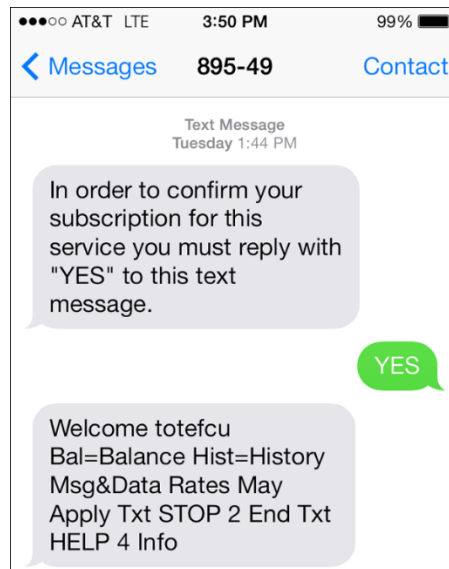 AT&T LTE 3:50 PM 99%
Messages 895-49 Contact
Text Message
Tuesday 1:44 PM
In order to confirm your
subscription for this
service you must reply with
"YES" to this text
message.
YES
Welcome totefcu
Bal=Balance Hist=History
Msg&Data Rates May
Apply Txt STOP 2 End Txt
HELP 4 Info